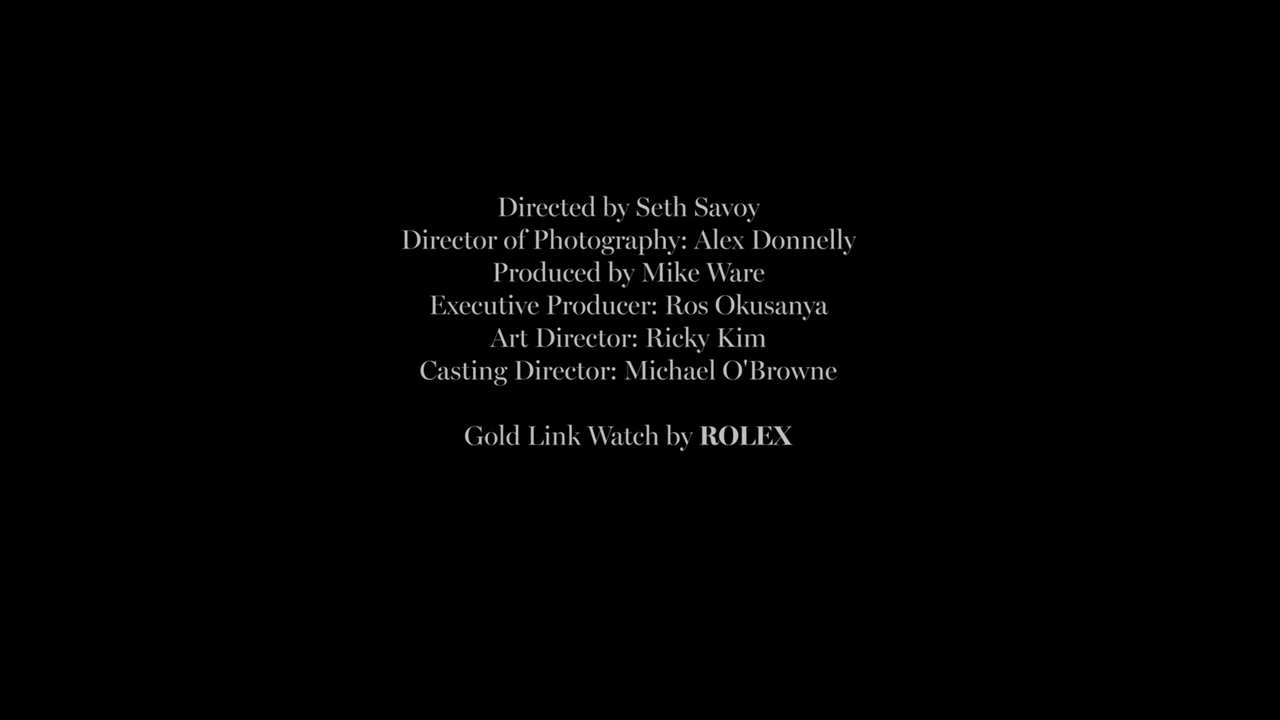 Directed by Seth Savoy
Director of Photography: Alex Donnelly
Produced by Mike Ware
Executive Producer: Ros Okusanya
Art Director: Ricky Kim
Casting Director: Michael O'Browne
Gold Link Watch by ROLEX